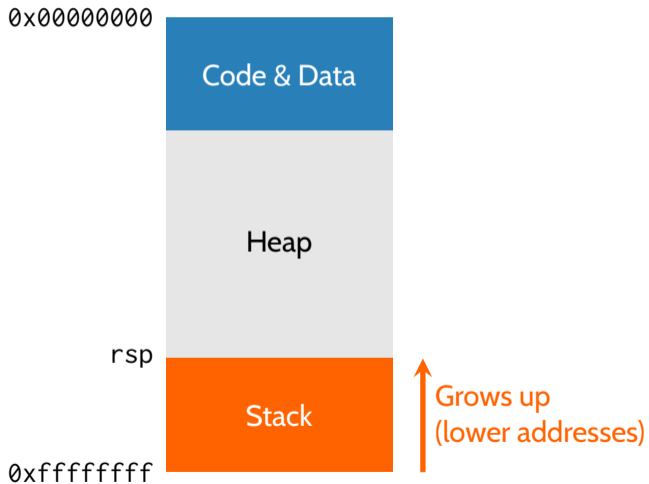 0x00000000
Code & Data
Heap
rsp
Stack
Grows up
(lower addresses)
0xffffffff